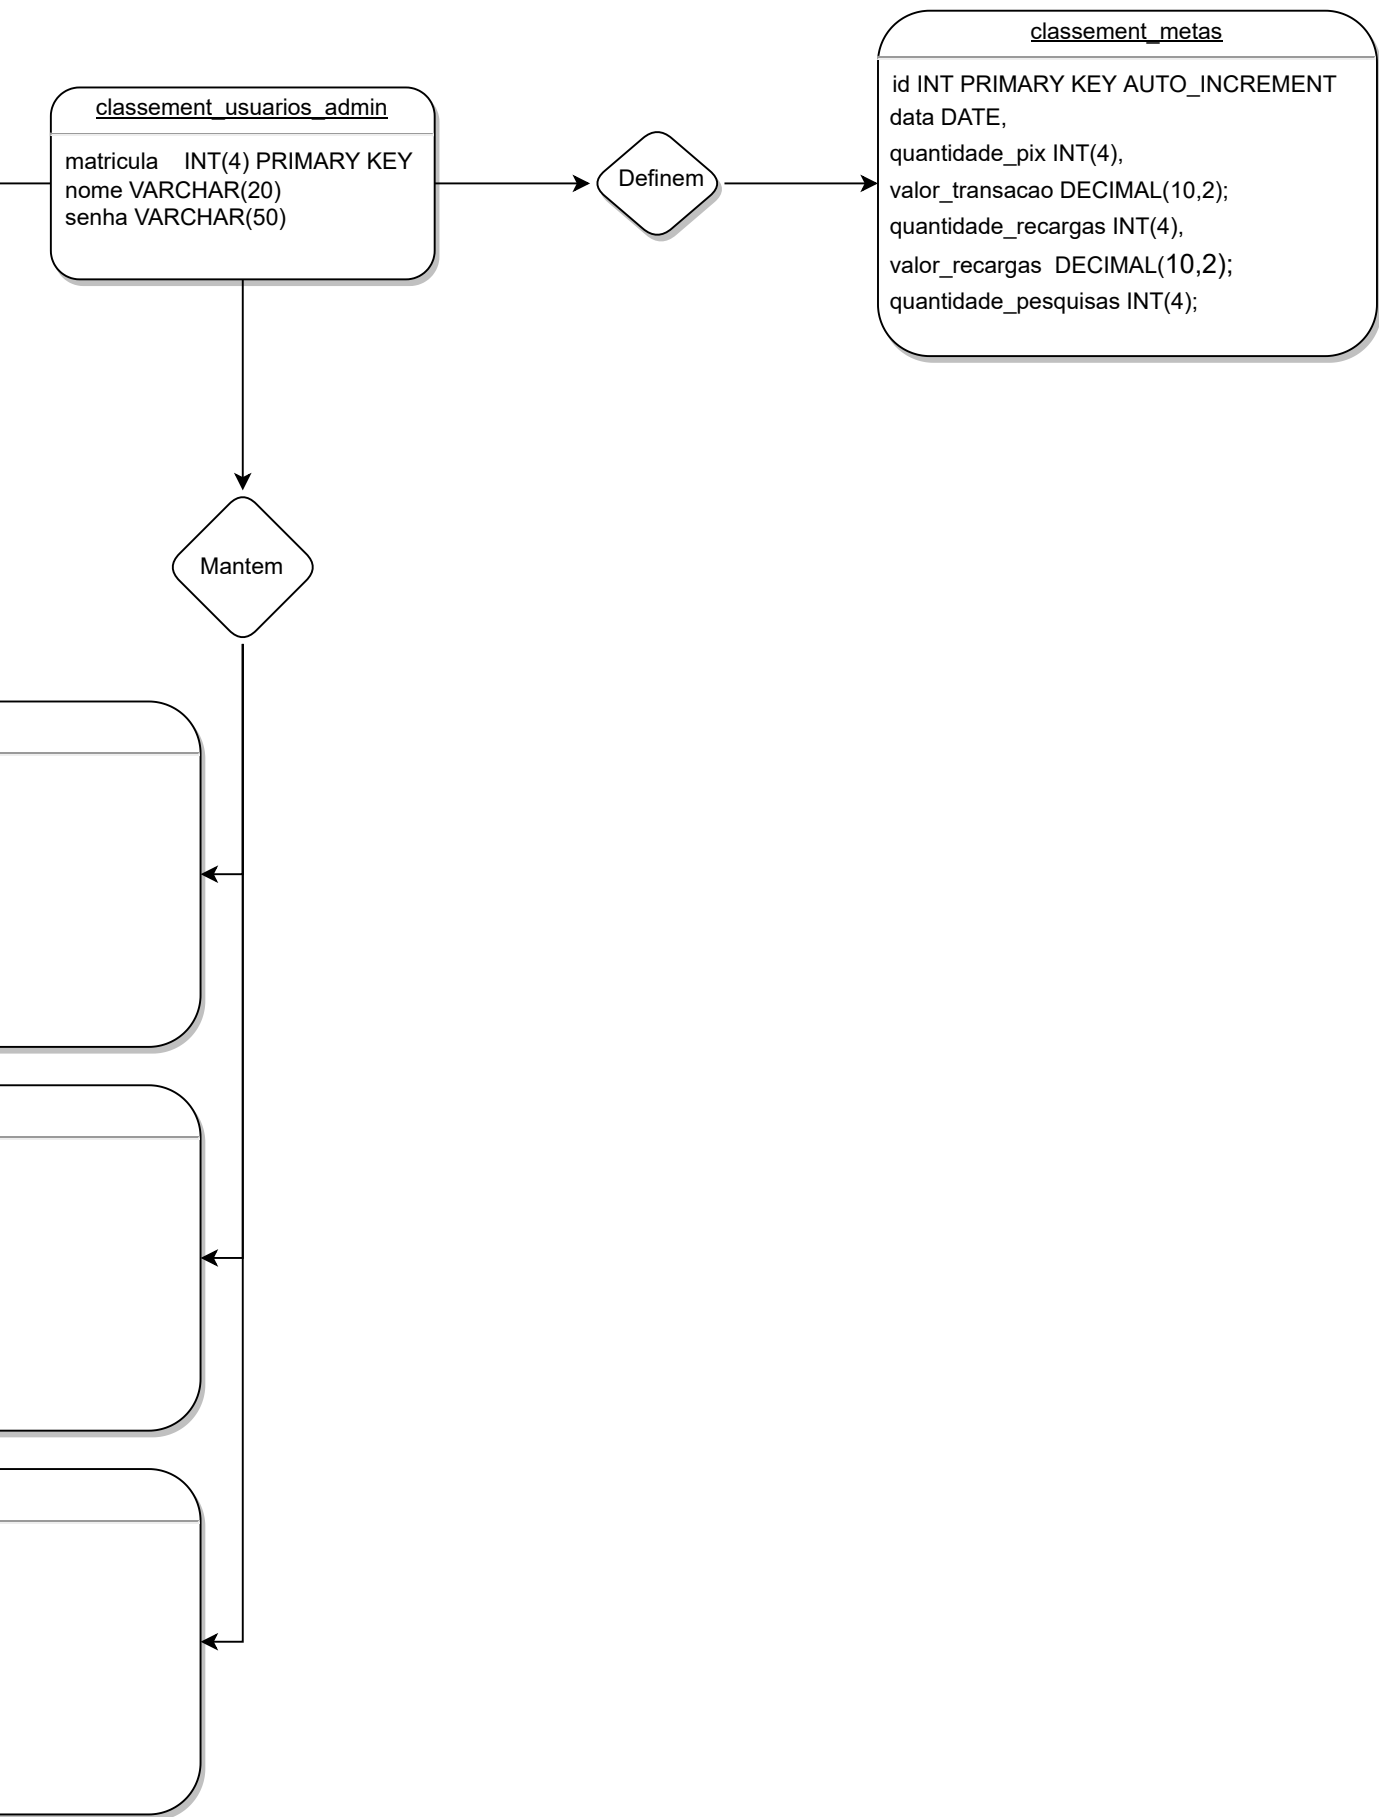 classement_usuarios_admin
matricula INT(4) PRIMARY KEY
nome VARCHAR(20)
senha VARCHAR(50)
Definem
classement_metas
id INT PRIMARY KEY AUTO_INCREMENT
data DATE,
quantidade_pix INT(4),
valor_transacao DECIMAL(10,2);
quantidade_recargas INT(4),
valor_recargas DECIMAL(10,2);
quantidade_pesquisas INT(4);
Mantem